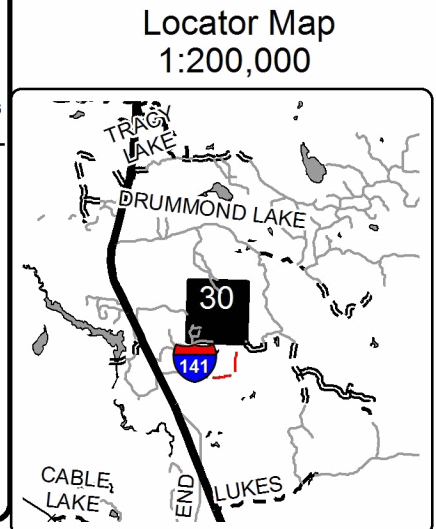 Locator Map
1:200,000
TRACY
LAKE
DRUMMOND LAKE
30
141
CABLE
LAKE
END
LUKES